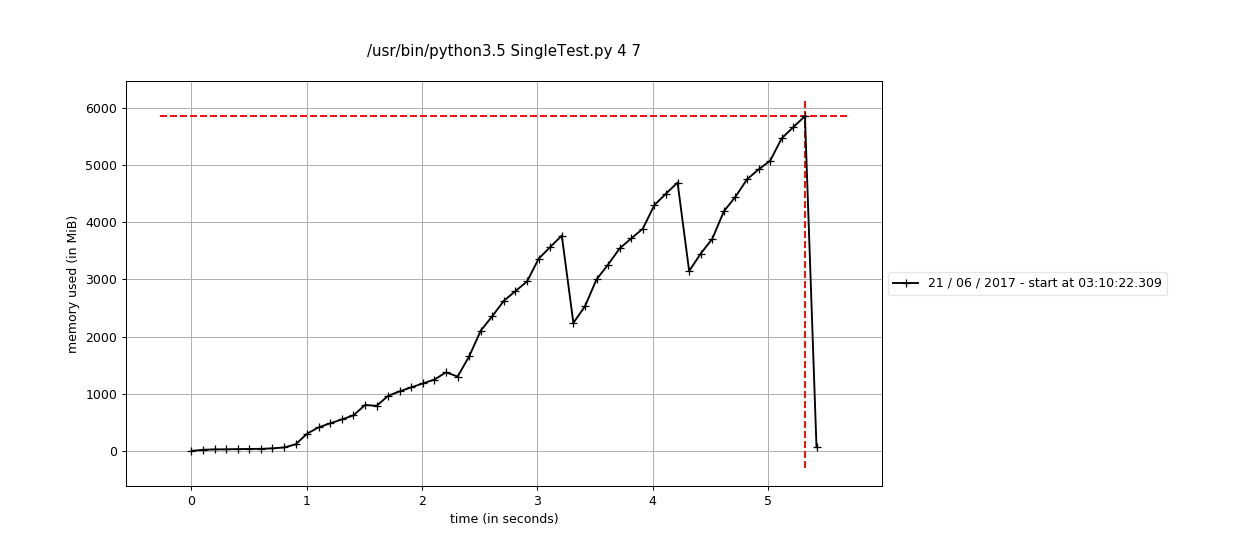 /usr/bin/python3.5 SingleTest.py 4 7
memory used (in MiB)
6000
5000
4000
3000
2000
1000
0
0 1 2 3 4 5
time (in seconds)
21 / 06 / 2017 - start at 03:10:22.309